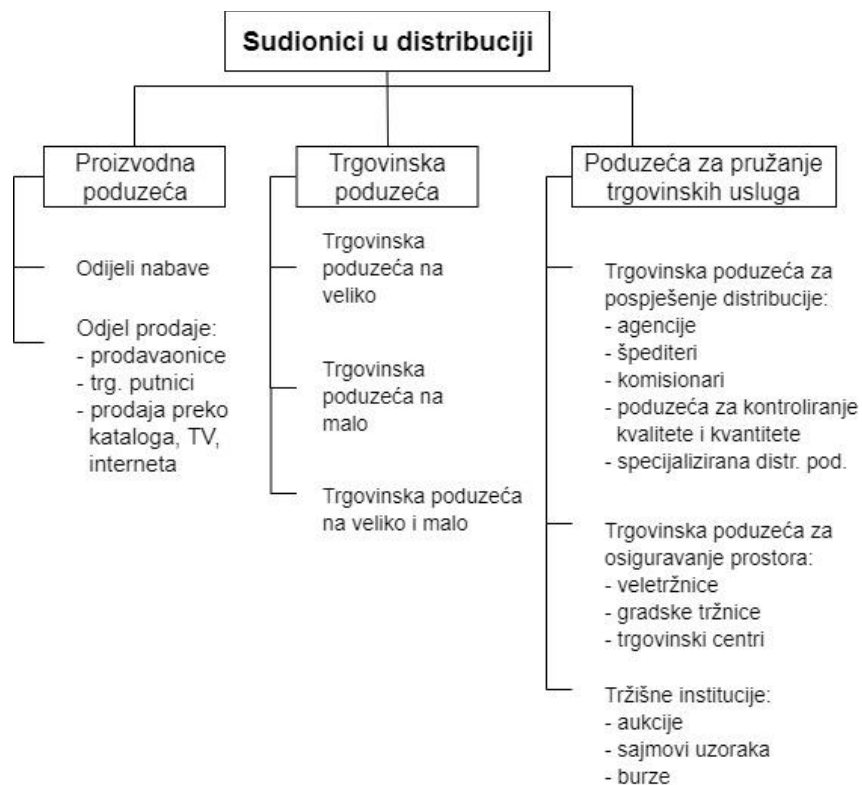 Sudionici u distribuciji
Proizvodna
poduzeća
Odijeli nabave
Odjel prodaje:
- prodavaonice
- trg. putnici
- prodaja preko
kataloga, TV,
interneta
Trgovinska
poduzeća
Trgovinska
poduzeća na
veliko
Trgovinska
poduzeća na
malo
Trgovinska poduzeća
na veliko i malo
Poduzeća za pružanje
trgovinskih usluga
Trgovinska poduzeća za
pospješenje distribucije:
- agencije
- špediteri
- komisionari
- poduzeća za kontroliranje
kvalitete i kvantitete
- specijalizirana distr. pod.
Trgovinska poduzeća za
osiguravanje prostora:
- veletržnice
- gradske tržnice
- trgovinski centri
Tržišne institucije:
- aukcije
- sajmovi uzoraka
- burze